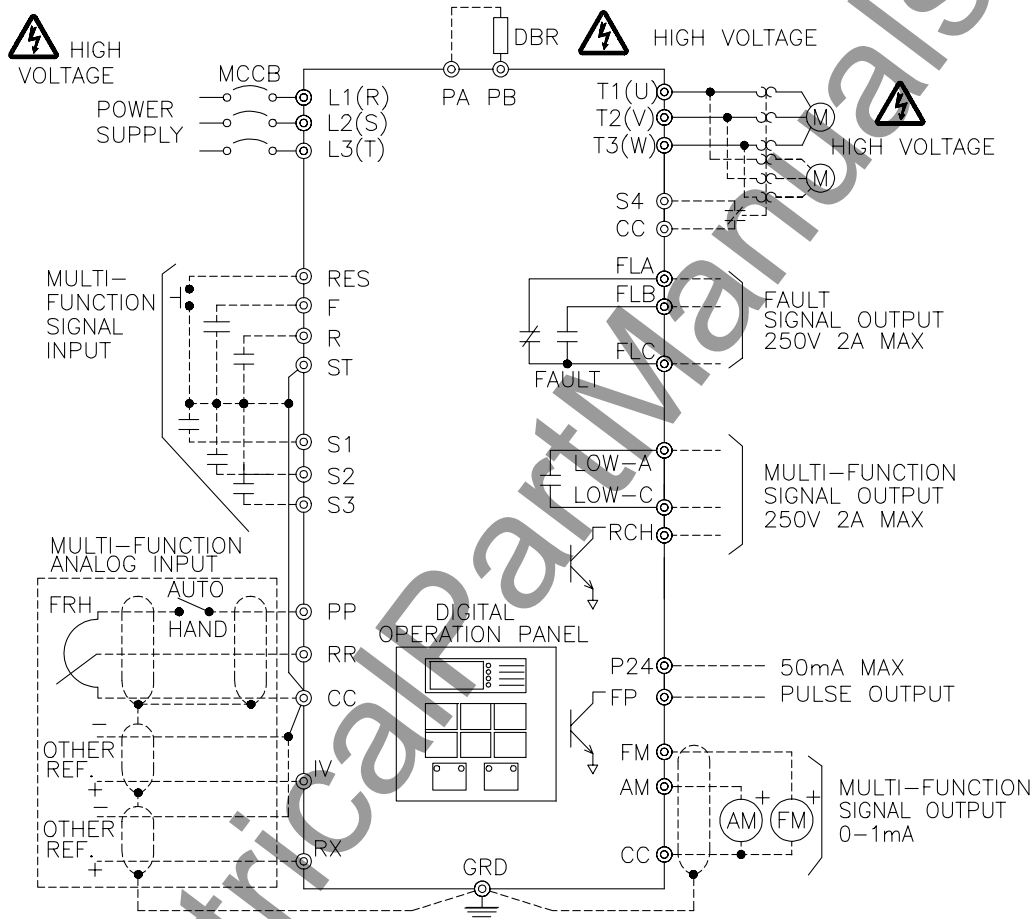 HIGH
VOLTAGE
DBR
HIGH VOLTAGE
MCCB
PA PB
POWER
SUPPLY
L1(R)
L2(S)
L3(T)
T1(U)
T2(V)
T3(W)
M
HIGH VOLTAGE
M
S4
CC
MULTI-
FUNCTION
SIGNAL
INPUT
RES
F
R
ST
S1
S2
S3
FLA
FLB
FLC
FAULT
FAULT
SIGNAL OUTPUT
250V 2A MAX
LOW-A
LOW-C
RCH
MULTI-FUNCTION
SIGNAL OUTPUT
250V 2A MAX
MULTI-FUNCTION
ANALOG INPUT
FRH
AUTO
HAND
PP
RR
CC
OTHER
REF.
IV
OTHER
REF.
RX
DIGITAL
OPERATION PANEL
P24
50mA MAX
FP
PULSE OUTPUT
FM
AM
CC
AM
FM
MULTI-FUNCTION
SIGNAL OUTPUT
0-1mA
GRD
ctricalPartManuals